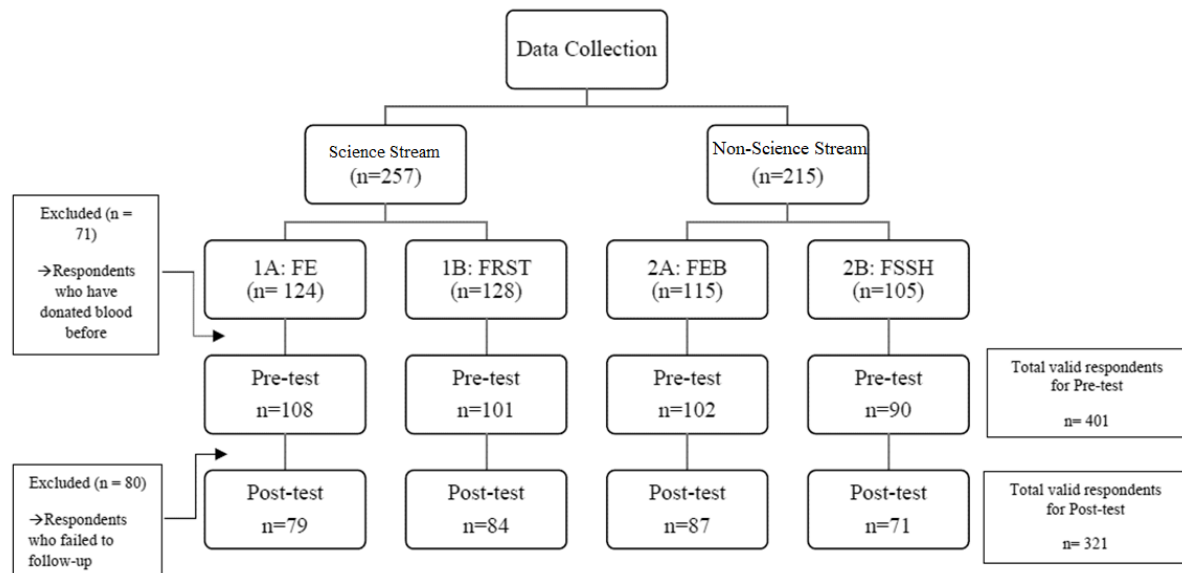 Data Collection
Science Stream
(n=257)
Non-Science Stream
(n=215)
Excluded (n =
71)
→Respondents
who have
donated blood
before
1A: FE
(n= 124)
1B: FRST
(n=128)
2A: FEB
(n=115)
2B: FSSH
(n=105)
Pre-test
n=108
Pre-test
n=101
Pre-test
n=102
Pre-test
n=90
Total valid respondents
for Pre-test
n= 401
Excluded (n = 80)
→Respondents
who failed to
follow-up
Post-test
n=79
Post-test
n=84
Post-test
n=87
Post-test
n=71
Total valid respondents
for Post-test
n= 321